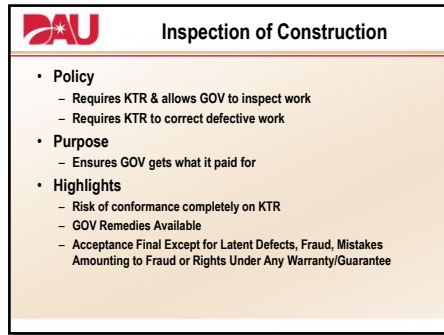 DAU
Inspection of Construction
• Policy
– Requires KTR & allows GOV to inspect work
– Requires KTR to correct defective work
• Purpose
– Ensures GOV gets what it paid for
• Highlights
– Risk of conformance completely on KTR
– GOV Remedies Available
– Acceptance Final Except for Latent Defects, Fraud, Mistakes
Amounting to Fraud or Rights Under Any Warranty/Guarantee